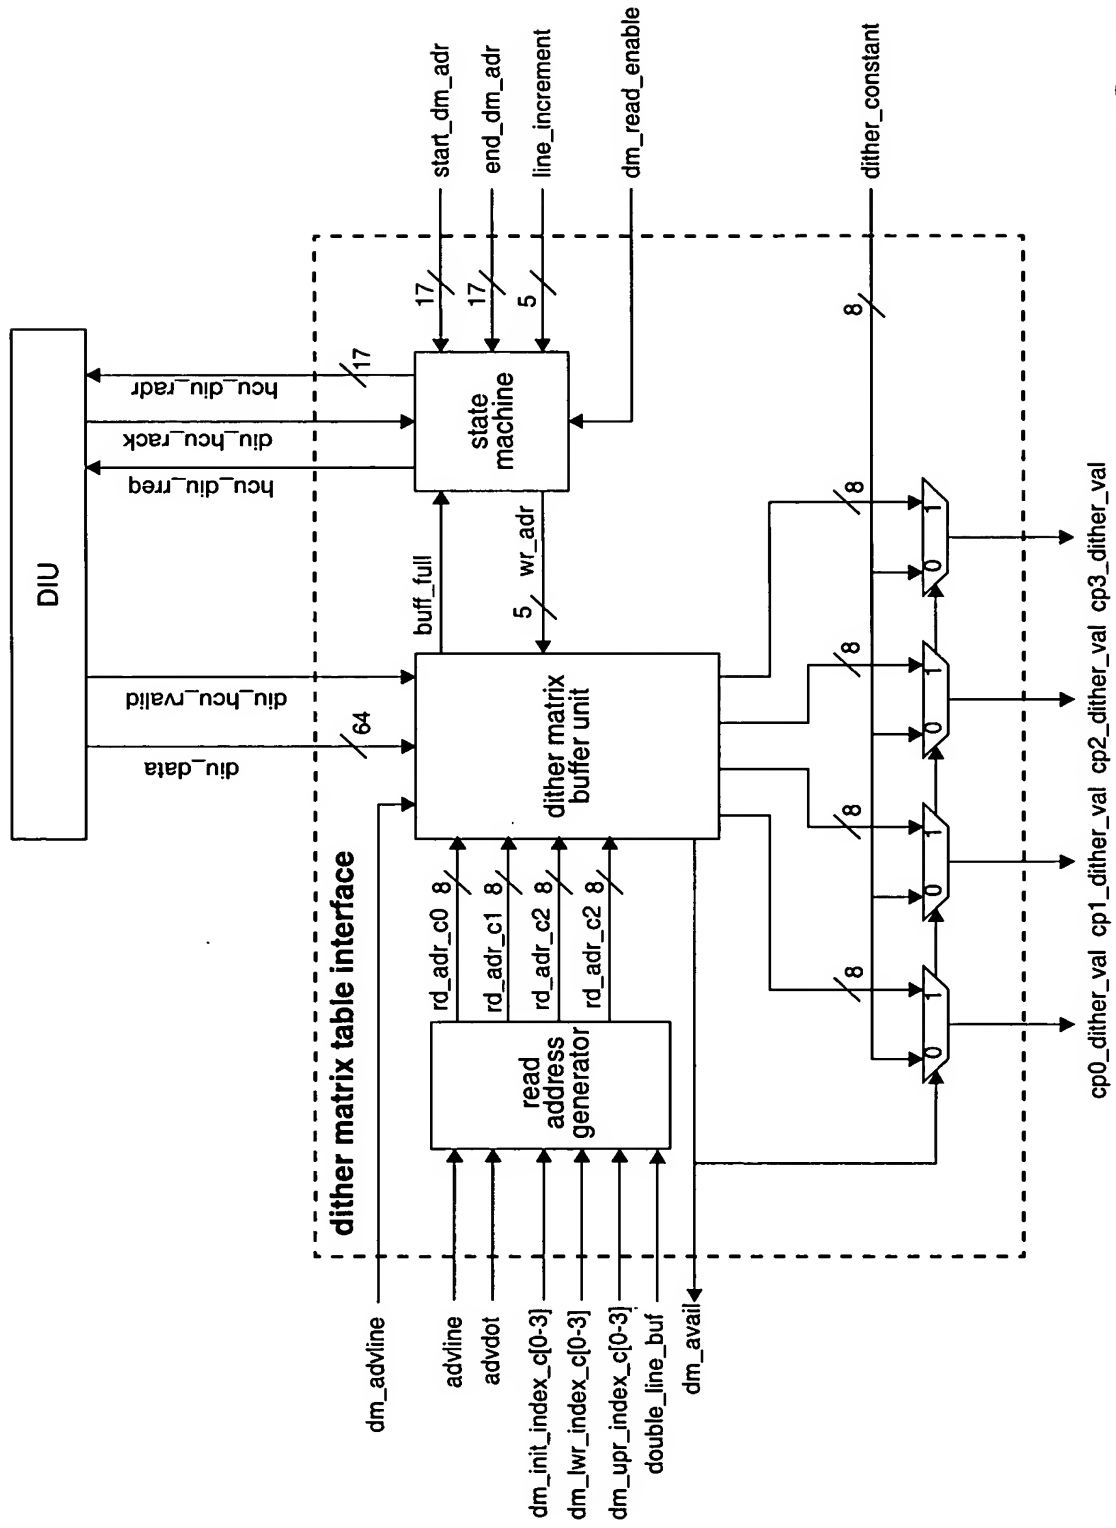 DIU
diu_data
64
diu_hcu_rvalid
hcu_diu_rreq
diu_hcu_rack
hcu_diu_radr
17
dither matrix table interface
dm_advline
advline
advdot
dm_init_index_c[0-3]
dm_lwr_index_c[0-3]
dm_upr_index_c[0-3]
double_line_buf
dm_avail
read
address
generator
rd_adr_c0
8
rd_adr_c1
8
rd_adr_c2
8
rd_adr_c2
8
dither matrix
buffer unit
buff_full
wr_adr
5
state
machine
17
start_dm_adr
17
end_dm_adr
5
line_increment
dm_read_enable
8
dither_constant
8
8
8
8
0 1
0 1
0 1
0 1
cp0_dither_val cp1_dither_val cp2_dither_val cp3_dither_val